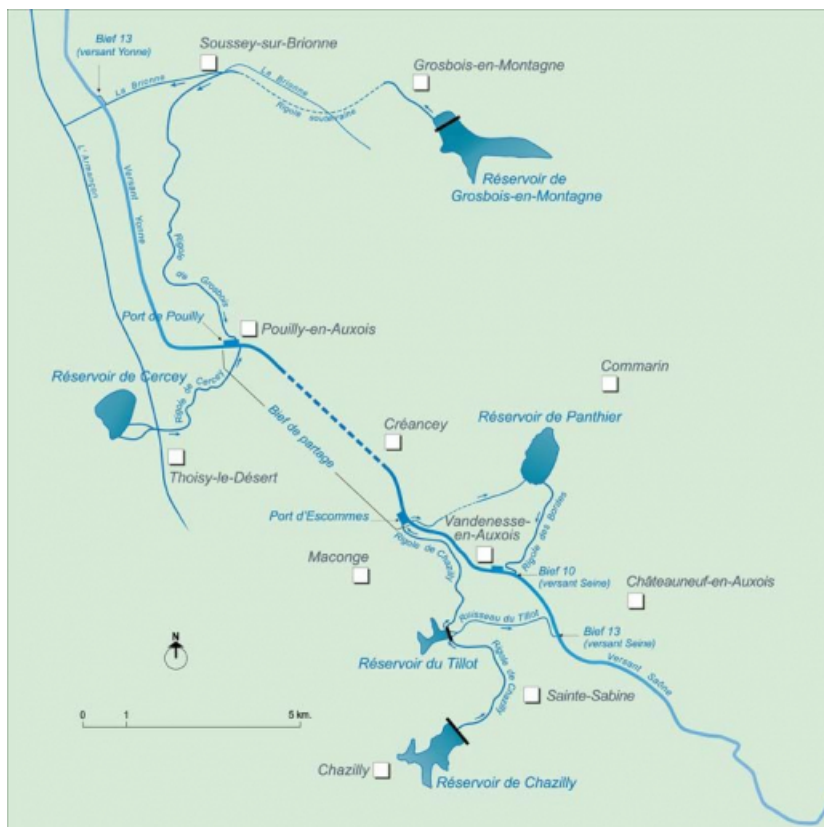 Bief 13
(versant Yonne)
Soussey-sur-Brionne
Grosbois-en-Montagne
La Brionne
La Brionne
Rigole souterraine
Réservoir de
Grosbois-en-Montagne
L'Armançon
Versant Yonne
Rigole de Grosbois
Port de Pouilly
Pouilly-en-Auxois
Commarin
Réservoir de Cercey
Rigole de Cercey
Bief de partage
Créancey
Réservoir de Panthier
Thoisy-le-Désert
Port d'Escommes
Vandenesse-
en-Auxois
Rigole des Bordes
Rigole de Chazilly
Maconge
Bief 10
(versant Seine)
Châteauneuf-en-Auxois
Ruisseau du Tillot
Bief 13
(versant Seine)
Réservoir du Tillot
Versant Saône
N
Rigole de Chazilly
Sainte-Sabine
0 1 5 km.
Chazilly
Réservoir de Chazilly